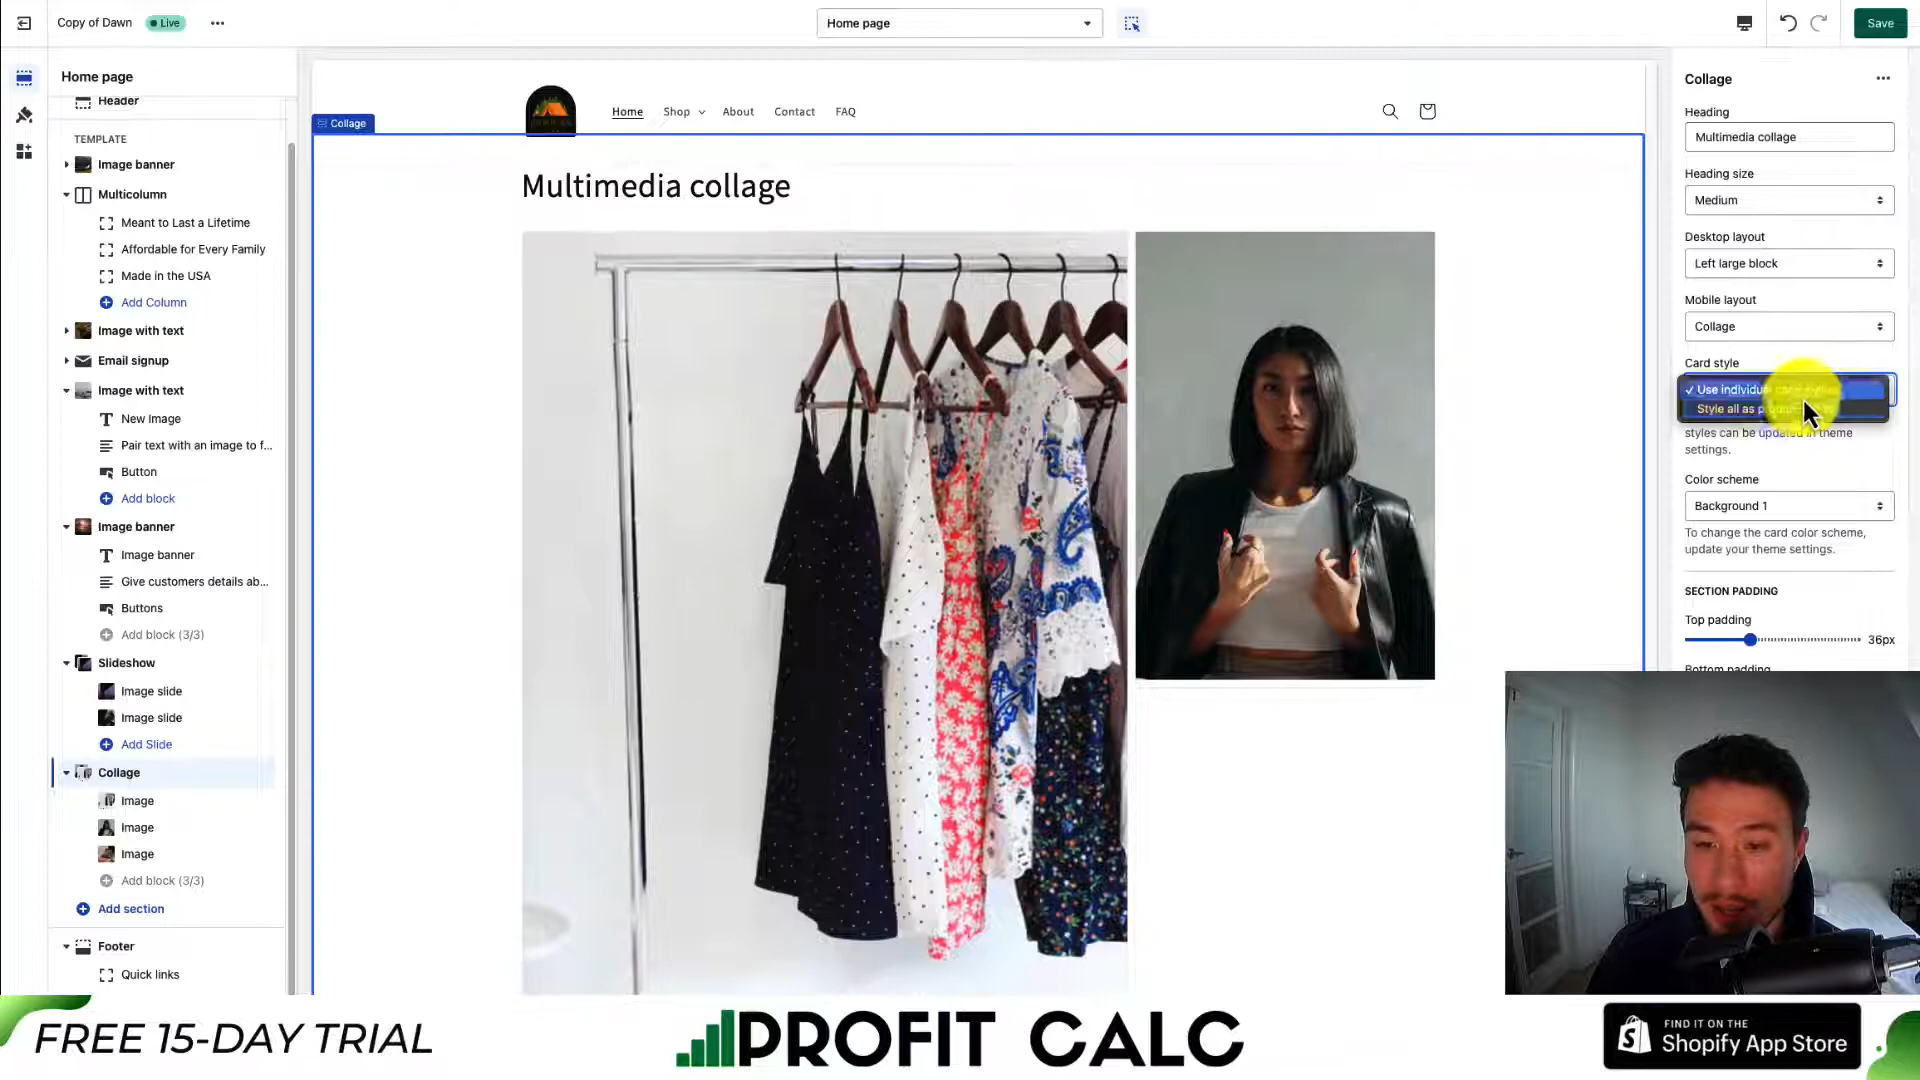 Copy of Dawn
Live
Home page
Save
Home page
Header
TEMPLATE
Image banner
Multicolumn
Meant to Last a Lifetime
Affordable for Every Family
Made in the USA
Add Column
Image with text
Email signup
Image with text
New Image
Pair text with an image to f...
Button
Add block
Image banner
Image banner
Give customers details ab...
Buttons
Add block (3/3)
Slideshow
Image slide
Image slide
Add Slide
Collage
Image
Image
Image
Add block (3/3)
Add section
Footer
Quick links
Collage
Home
Shop
About
Contact
FAQ
Multimedia collage
Collage
Heading
Multimedia collage
Heading size
Medium
Desktop layout
Left large block
Mobile layout
Collage
Card style
Use individual
Style all as
styles can be updated in theme
settings.
Color scheme
Background 1
To change the card color scheme,
update your theme settings.
SECTION PADDING
Top padding
36px
Bottom padding
FREE 15-DAY TRIAL
PROFIT CALC
FIND IT ON THE
Shopify App Store